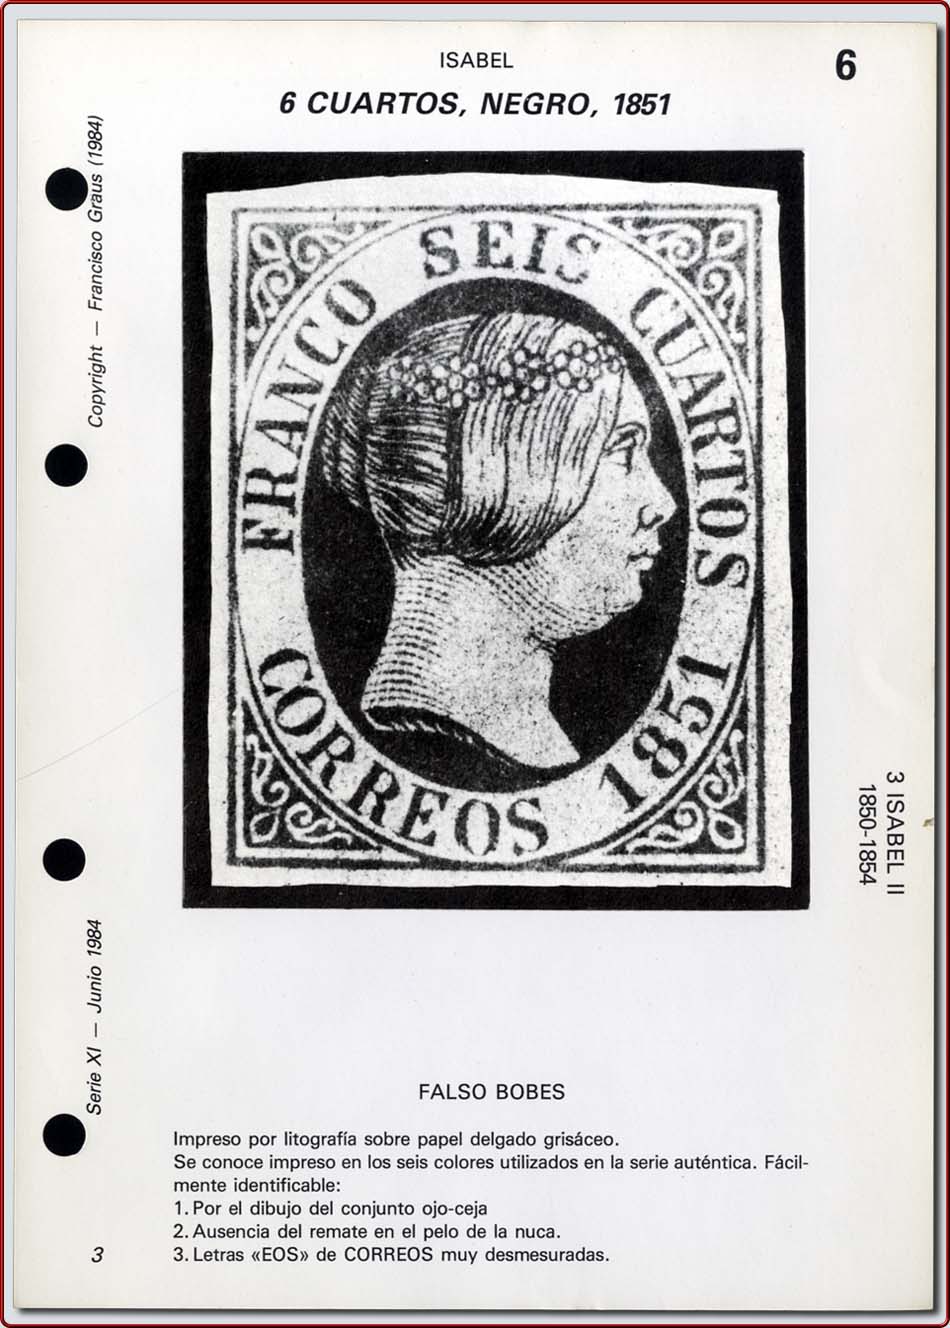 ISABEL
6
6 CUARTOS, NEGRO, 1851
Copyright — Francisco Graus (1984)
FRANCO SEIS CUARTOS
CORREOS 1851
3 ISABEL II
1850-1854
Serie XI — Junio 1984
FALSO BOBES
Impreso por litografía sobre papel delgado grisáceo.
Se conoce impreso en los seis colores utilizados en la serie auténtica. Fácil-
mente identificable:
1. Por el dibujo del conjunto ojo-ceja
2. Ausencia del remate en el pelo de la nuca.
3. Letras «EOS» de CORREOS muy desmesuradas.
3